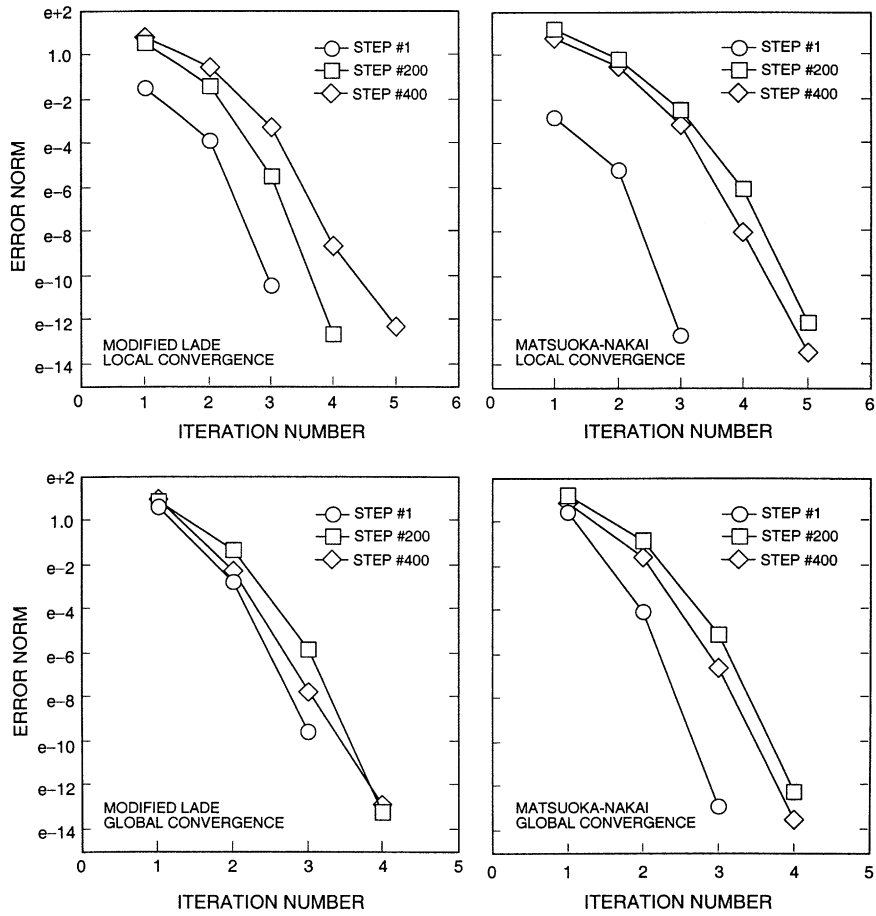 e+2
1.0
e−2
e−4
e−6
e−8
e−10
e−12
e−14
ERROR NORM
STEP #1
STEP #200
STEP #400
MODIFIED LADE
LOCAL CONVERGENCE
0 1 2 3 4 5 6
ITERATION NUMBER
STEP #1
STEP #200
STEP #400
MATSUOKA-NAKAI
LOCAL CONVERGENCE
0 1 2 3 4 5 6
ITERATION NUMBER
e+2
1.0
e−2
e−4
e−6
e−8
e−10
e−12
e−14
ERROR NORM
STEP #1
STEP #200
STEP #400
MODIFIED LADE
GLOBAL CONVERGENCE
0 1 2 3 4 5
ITERATION NUMBER
STEP #1
STEP #200
STEP #400
MATSUOKA-NAKAI
GLOBAL CONVERGENCE
0 1 2 3 4 5
ITERATION NUMBER